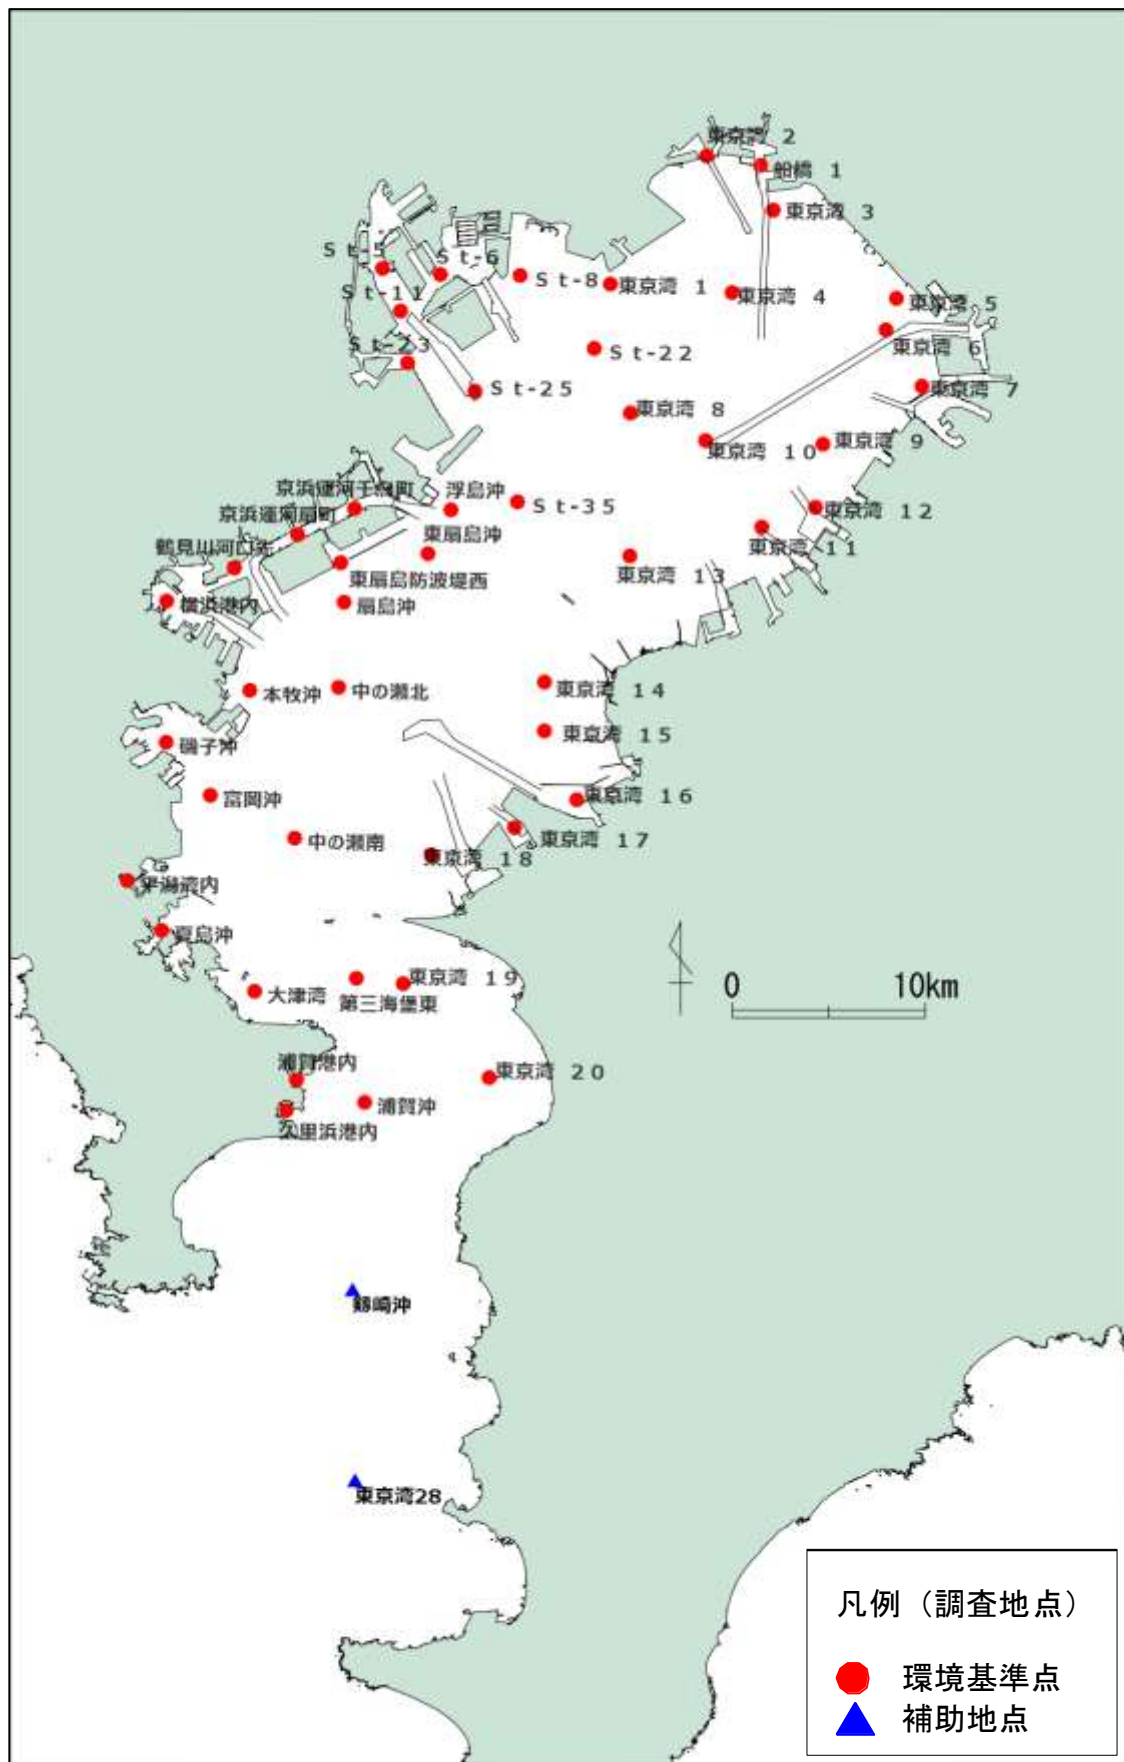 東京湾 2
船橋 1
東京湾 3
Ｓｔ-5
Ｓｔ-6
Ｓｔ-8
東京湾 1
東京湾 4
東京湾 5
Ｓｔ-11
東京湾 6
Ｓｔ-23
Ｓｔ-22
Ｓｔ-25
東京湾 7
東京湾 8
東京湾 10
東京湾 9
京浜運河千鳥町
浮島沖
Ｓｔ-35
東京湾 12
京浜運河扇町
東扇島沖
東京湾 11
鶴見川河口先
東扇島防波堤西
東京湾 13
横浜港内
扇島沖
本牧沖
中の瀬北
東京湾 14
磯子沖
東京湾 15
富岡沖
東京湾 16
中の瀬南
東京湾 17
東京湾 18
平潟湾内
夏島沖
東京湾 19
大津湾
第三海堡東
0
10km
浦賀港内
東京湾 20
浦賀沖
久里浜港内
剱崎沖
東京湾28
凡例（調査地点）
環境基準点
補助地点